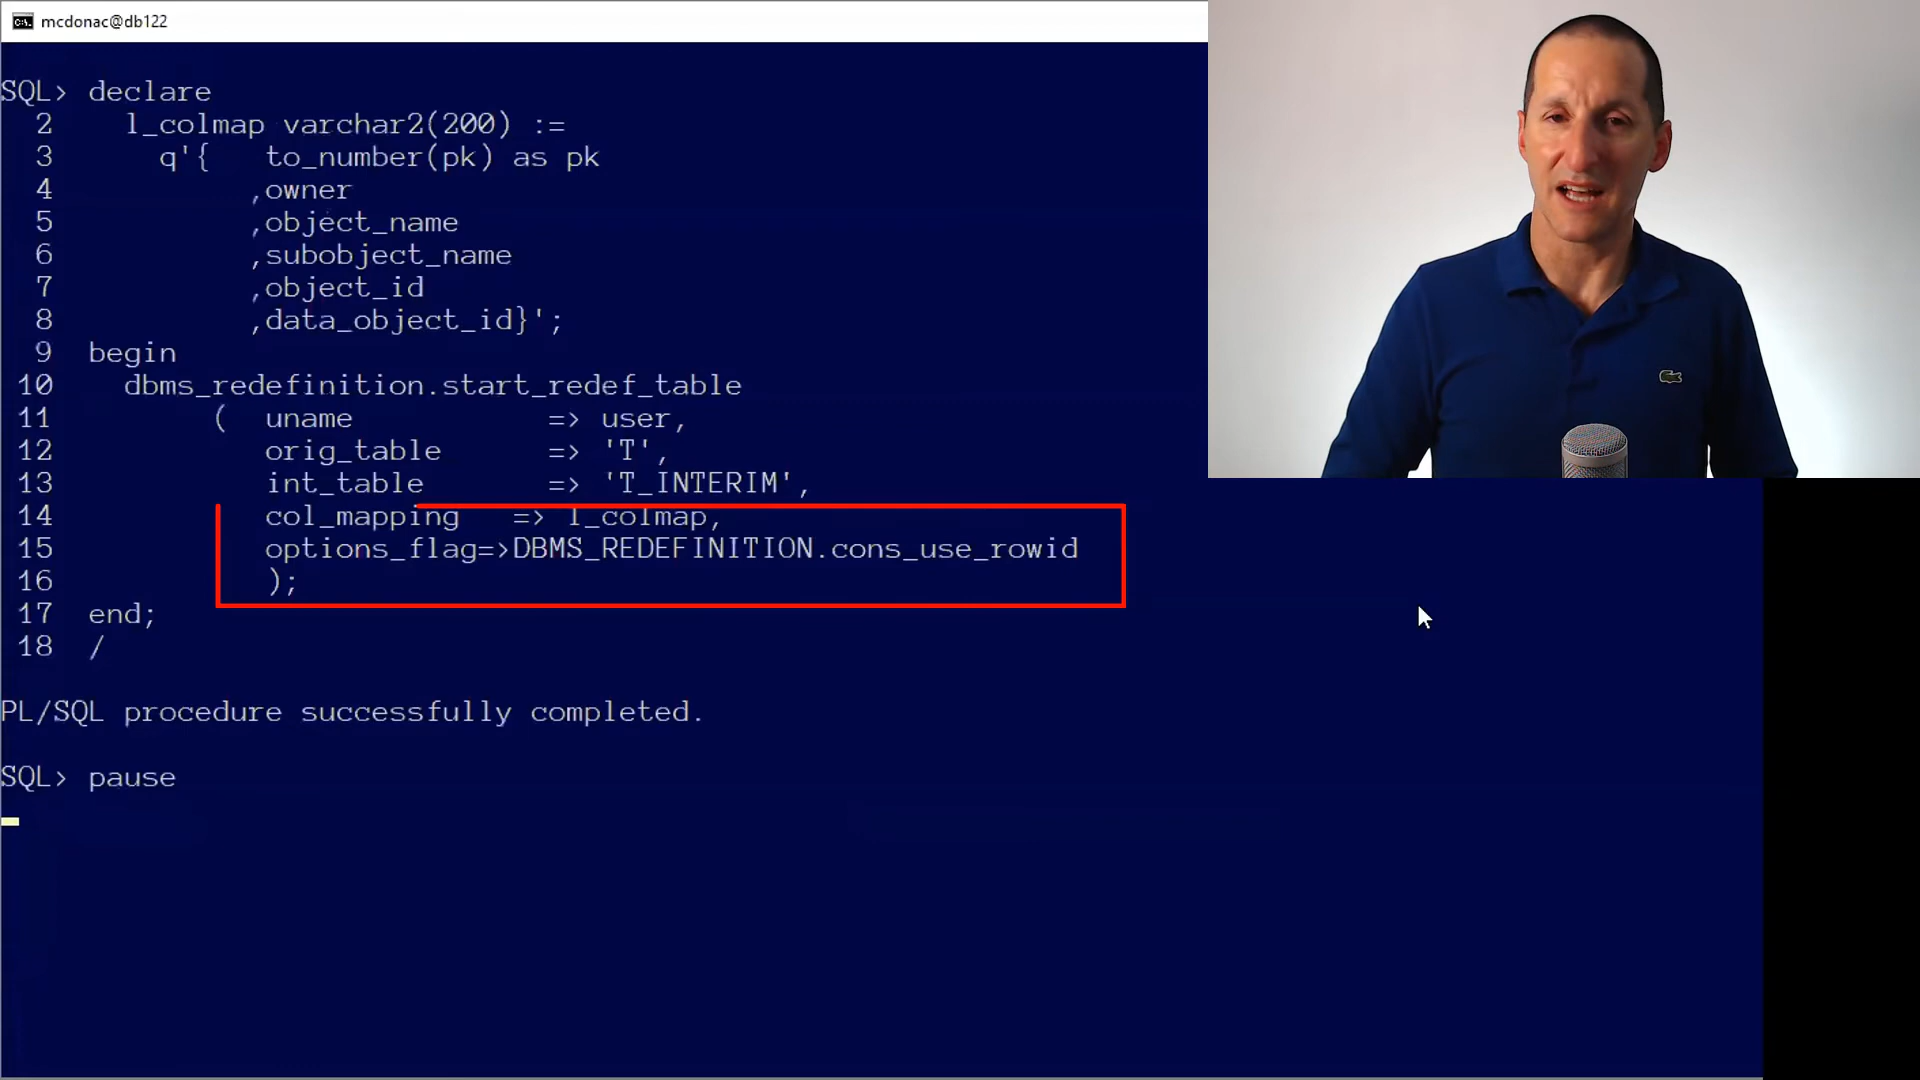 mcdonac@db122
SQL> declare
2 l_colmap varchar2(200) :=
3 q'{ to_number(pk) as pk
4 ,owner
5 ,object_name
6 ,subobject_name
7 ,object_id
8 ,data_object_id}';
9 begin
10 dbms_redefinition.start_redef_table
11 ( uname => user,
12 orig_table => 'T',
13 int_table => 'T_INTERIM',
14 col_mapping => l_colmap,
15 options_flag=>DBMS_REDEFINITION.cons_use_rowid
16 );
17 end;
18 /
PL/SQL procedure successfully completed.
SQL> pause